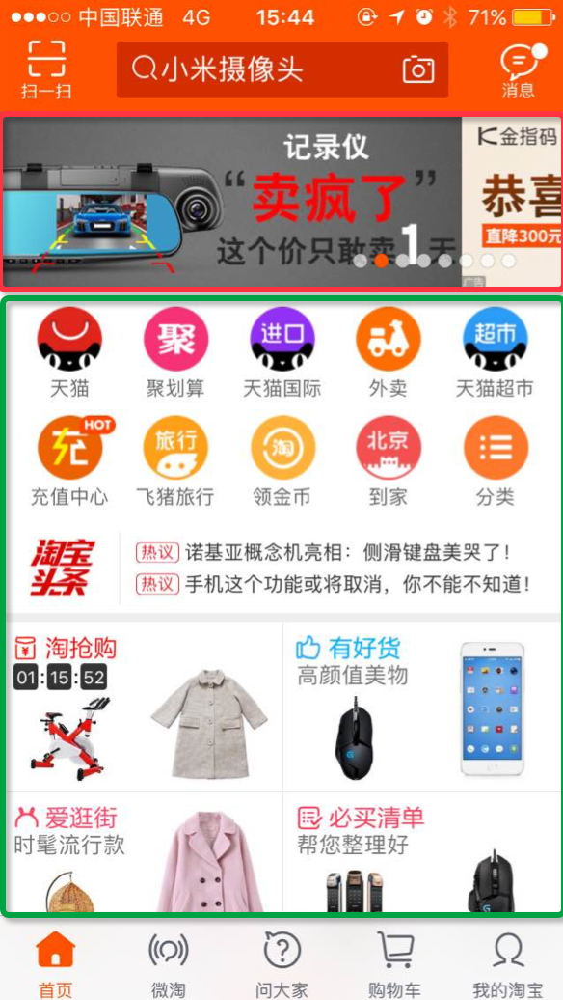 中国联通 4G 15:44 71%
扫一扫
小米摄像头
消息
记录仪
“卖疯了”
这个价只敢卖1天
金指码
恭喜
直降300元
广告
进口
超市
聚
天猫
聚划算
天猫国际
外卖
天猫超市
充
HOT
旅行
淘
北京
充值中心
飞猪旅行
领金币
到家
分类
淘宝头条
热议 诺基亚概念机亮相：侧滑键盘美哭了！
热议 手机这个功能或将取消，你不能不知道！
淘抢购
01:15:52
有好货
高颜值美物
爱逛街
时髦流行款
必买清单
帮您整理好
首页
微淘
问大家
购物车
我的淘宝